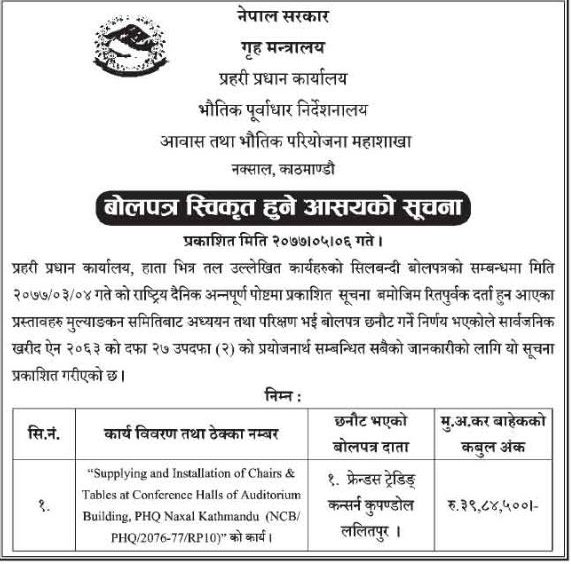 नेपाल सरकार
गृह मन्त्रालय
प्रहरी प्रधान कार्यालय
भौतिक पूर्वाधार निर्देशनालय
आवास तथा भौतिक परियोजना महाशाखा
नक्साल, काठमाण्डौ
बोलपत्र स्विकृत हुने आसयको सूचना
प्रकाशित मिति २०७७।०५।०६ गते ।
प्रहरी प्रधान कार्यालय, हाता भित्र तल उल्लेखित कार्यहरुको सिलबन्दी बोलपत्रको सम्बन्धमा मिति
२०७७/०३/०४ गते को राष्ट्रिय दैनिक अन्नपूर्ण पोष्टमा प्रकाशित सूचना बमोजिम रितपुर्वक दर्ता हुन आएका
प्रस्तावहरु मुल्याङकन समितिबाट अध्ययन तथा परिक्षण भई बोलपत्र छनौट गर्ने निर्णय भएकोले सार्वजनिक
खरीद ऐन २०६३ को दफा २७ उपदफा (२) को प्रयोजनार्थ सम्बन्धित सबैको जानकारीको लागि यो सूचना
प्रकाशित गरीएको छ।
निम्न :
सि.नं.
कार्य विवरण तथा ठेक्का नम्बर
छनौट भएको
बोलपत्र दाता
मु.अ.कर बाहेकको
कबुल अंक
१.
“Supplying and Installation of Chairs &
Tables at Conference Halls of Auditorium
Building, PHQ Naxal Kathmandu (NCB/
PHQ/2076-77/RP10)” को कार्य।
१. फ्रेन्डस ट्रेडिङ्
कन्सर्न कुपण्डोल
ललितपुर ।
रु.३९,८४,५००।-